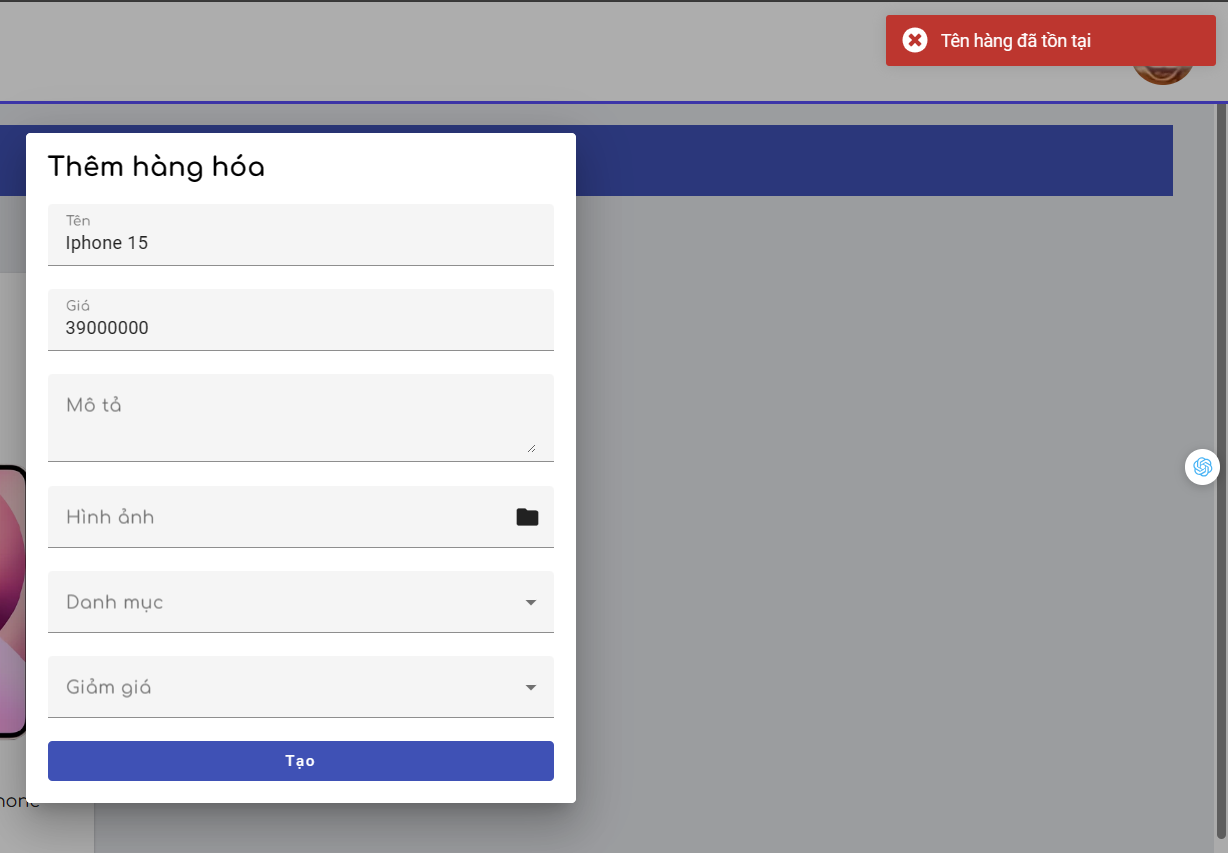 Tên hàng đã tồn tại
Thêm hàng hóa
Tên
Iphone 15
Giá
39000000
Mô tả
Hình ảnh
Danh mục
Giảm giá
Tạo